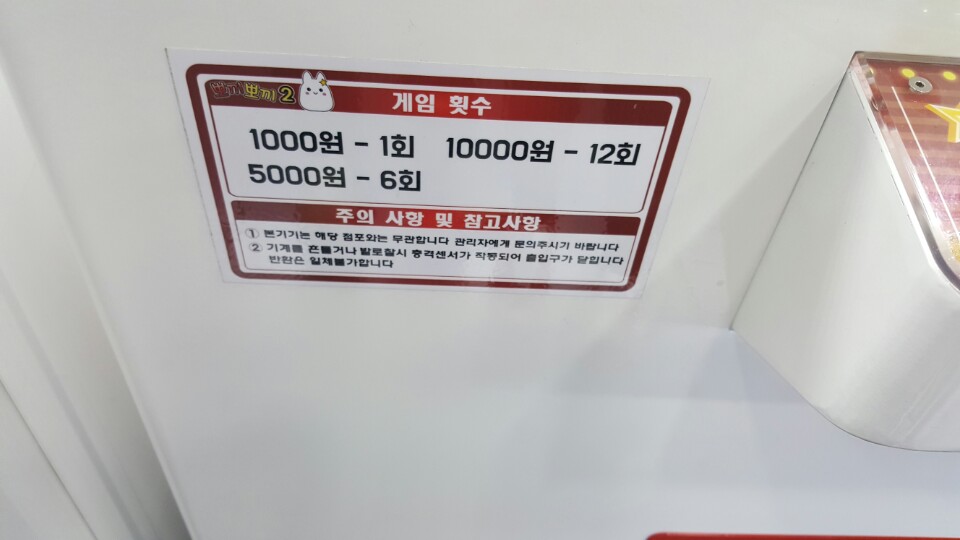 뽀끼뽀끼2
게임 횟수
1000원 - 1회 10000원 - 12회
5000원 - 6회
주의 사항 및 참고사항
① 본기기는 해당 점포와는 무관합니다 관리자에게 문의주시기 바랍니다
② 기계를 흔들거나 발로찰시 충격센서가 작동되어 출입구가 닫입니다
반환은 일체불가합니다